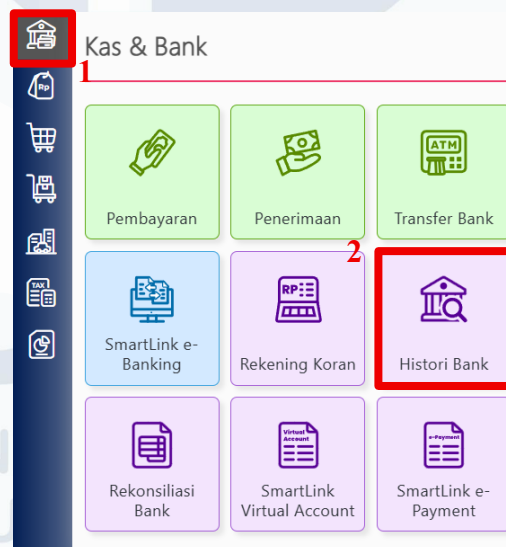 Kas & Bank
1
Rp
ATM
Pembayaran
Penerimaan
Transfer Bank
2
RP
SmartLink e-
Banking
Rekening Koran
Histori Bank
TAX
Virtual
Account
e-Payment
Rekonsiliasi
Bank
SmartLink
Virtual Account
SmartLink e-
Payment